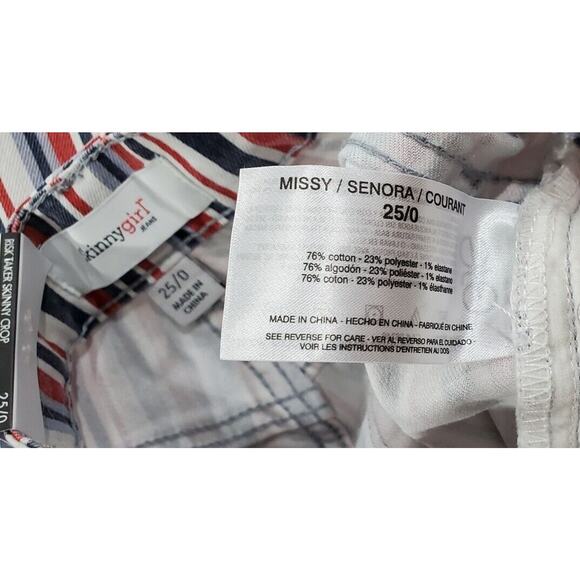 skinnygirl
JEANS
25/0
MADE IN
CHINA
RISK TAKER SKINNY CROP
25/0
MISSY / SENORA / COURANT
25/0
76% cotton - 23% polyester - 1% elastane
76% algodón - 23% poliéster - 1% elastano
76% coton - 23% polyester - 1% élasthanne
MADE IN CHINA - HECHO EN CHINA - FABRIQUÉ EN CHINE
SEE REVERSE FOR CARE - VER AL REVERSO PARA EL CUIDADO
VOIR LES INSTRUCTIONS D'ENTRETIEN AU DOS